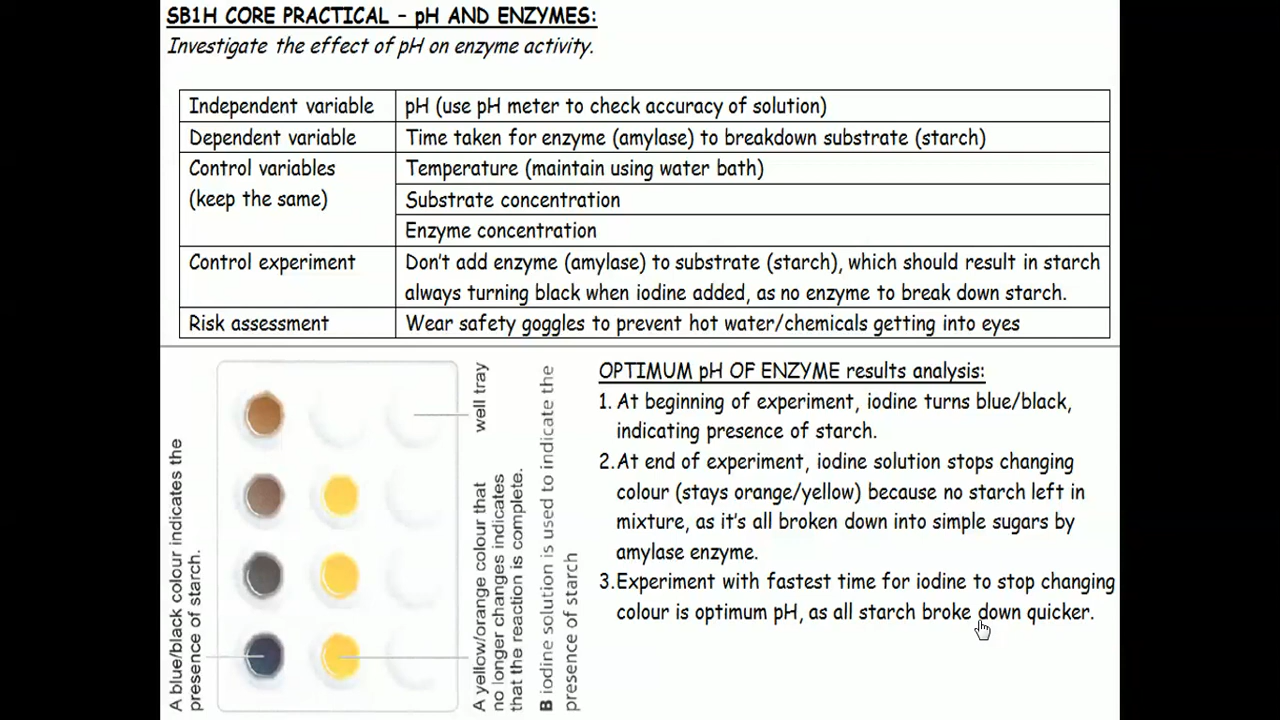 SB1H CORE PRACTICAL – pH AND ENZYMES:
Investigate the effect of pH on enzyme activity.
Independent variable
pH (use pH meter to check accuracy of solution)
Dependent variable
Time taken for enzyme (amylase) to breakdown substrate (starch)
Control variables
(keep the same)
Temperature (maintain using water bath)
Substrate concentration
Enzyme concentration
Control experiment
Don't add enzyme (amylase) to substrate (starch), which should result in starch
always turning black when iodine added, as no enzyme to break down starch.
Risk assessment
Wear safety goggles to prevent hot water/chemicals getting into eyes
A blue/black colour indicates the
presence of starch.
well tray
A yellow/orange colour that
no longer changes indicates
that the reaction is complete.
B iodine solution is used to indicate the
presence of starch
OPTIMUM pH OF ENZYME results analysis:
1. At beginning of experiment, iodine turns blue/black,
indicating presence of starch.
2. At end of experiment, iodine solution stops changing
colour (stays orange/yellow) because no starch left in
mixture, as it's all broken down into simple sugars by
amylase enzyme.
3. Experiment with fastest time for iodine to stop changing
colour is optimum pH, as all starch broke down quicker.